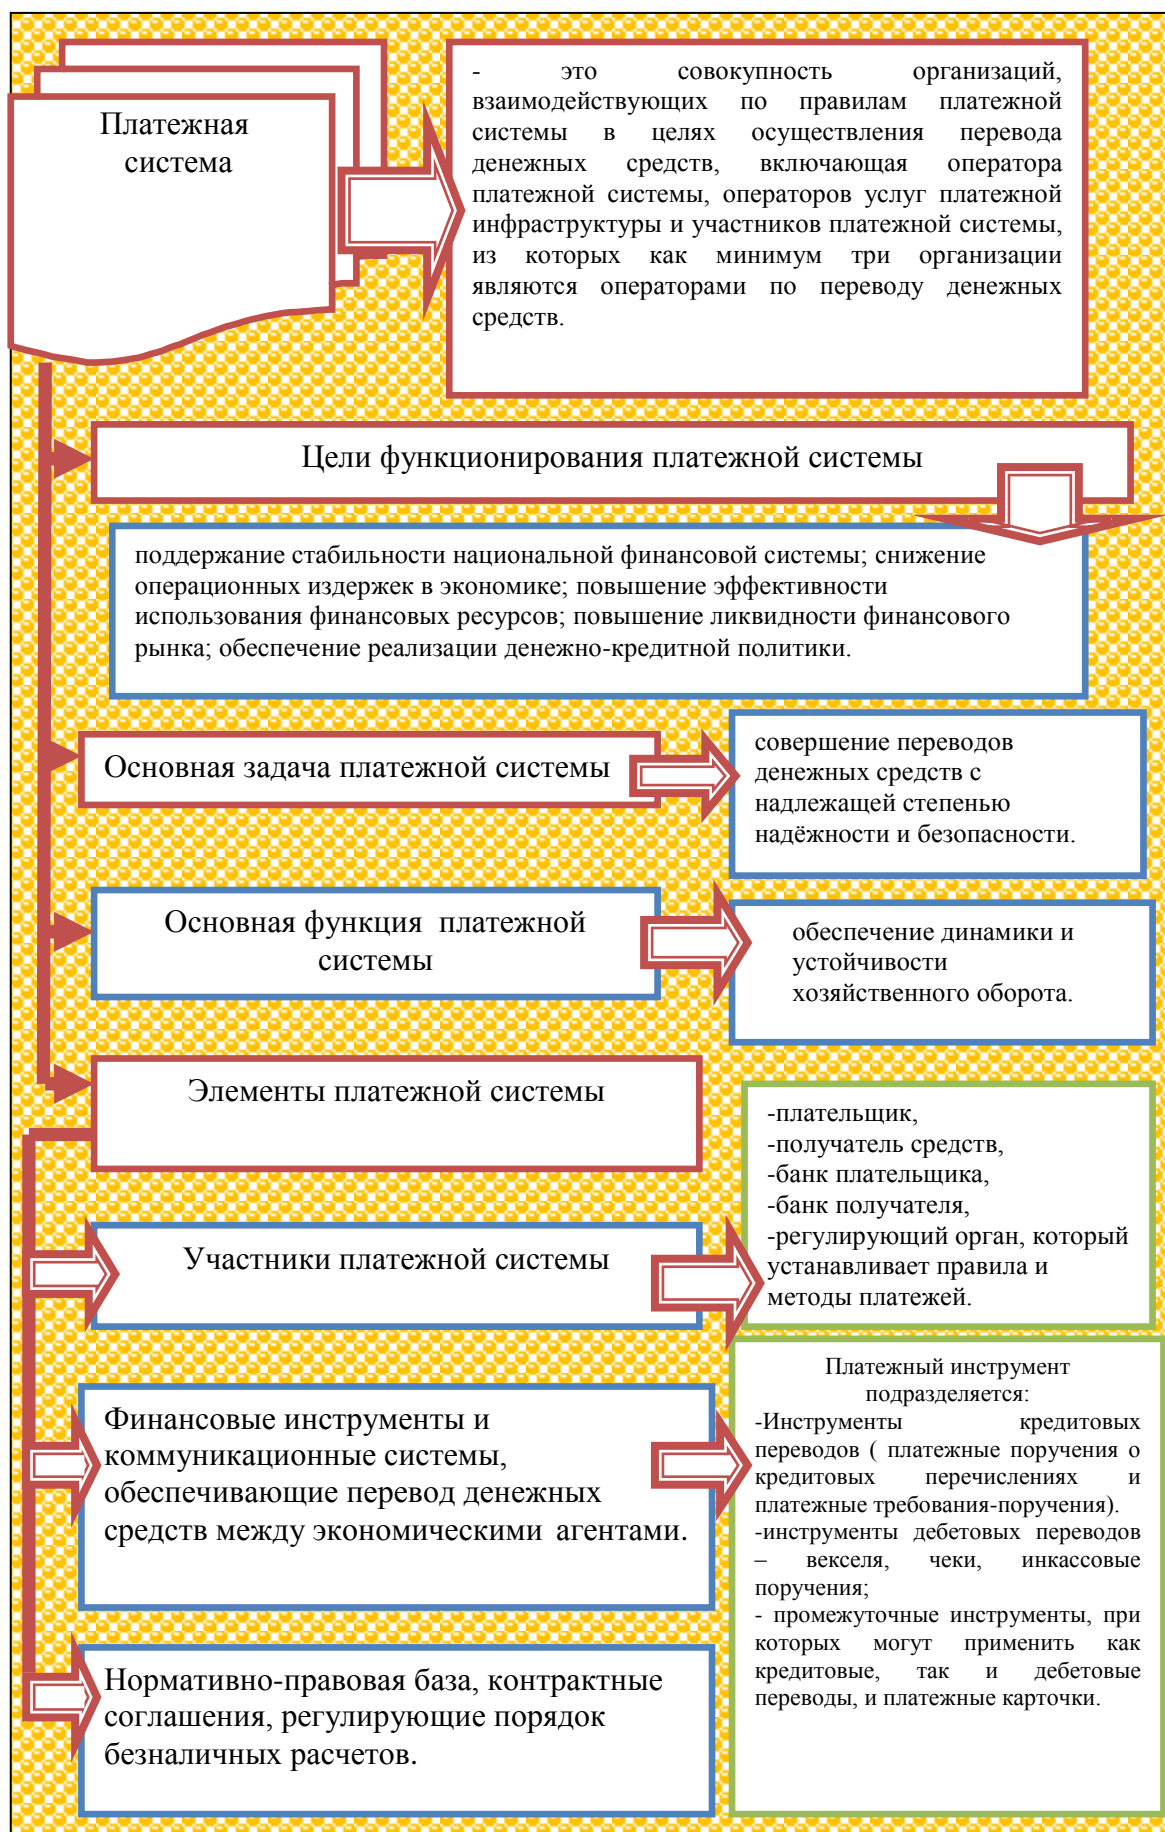 Платежная
система
- это совокупность организаций,
взаимодействующих по правилам платежной
системы в целях осуществления перевода
денежных средств, включающая оператора
платежной системы, операторов услуг платежной
инфраструктуры и участников платежной системы,
из которых как минимум три организации
являются операторами по переводу денежных
средств.
Цели функционирования платежной системы
поддержание стабильности национальной финансовой системы; снижение
операционных издержек в экономике; повышение эффективности
использования финансовых ресурсов; повышение ликвидности финансового
рынка; обеспечение реализации денежно-кредитной политики.
Основная задача платежной системы
совершение переводов
денежных средств с
надлежащей степенью
надёжности и безопасности.
Основная функция платежной
системы
обеспечение динамики и
устойчивости
хозяйственного оборота.
Элементы платежной системы
Участники платежной системы
-плательщик,
-получатель средств,
-банк плательщика,
-банк получателя,
-регулирующий орган, который
устанавливает правила и
методы платежей.
Финансовые инструменты и
коммуникационные системы,
обеспечивающие перевод денежных
средств между экономическими агентами.
Платежный инструмент
подразделяется:
-Инструменты кредитовых
переводов ( платежные поручения о
кредитовых перечислениях и
платежные требования-поручения).
-инструменты дебетовых переводов
– векселя, чеки, инкассовые
поручения;
- промежуточные инструменты, при
которых могут применить как
кредитовые, так и дебетовые
переводы, и платежные карточки.
Нормативно-правовая база, контрактные
соглашения, регулирующие порядок
безналичных расчетов.